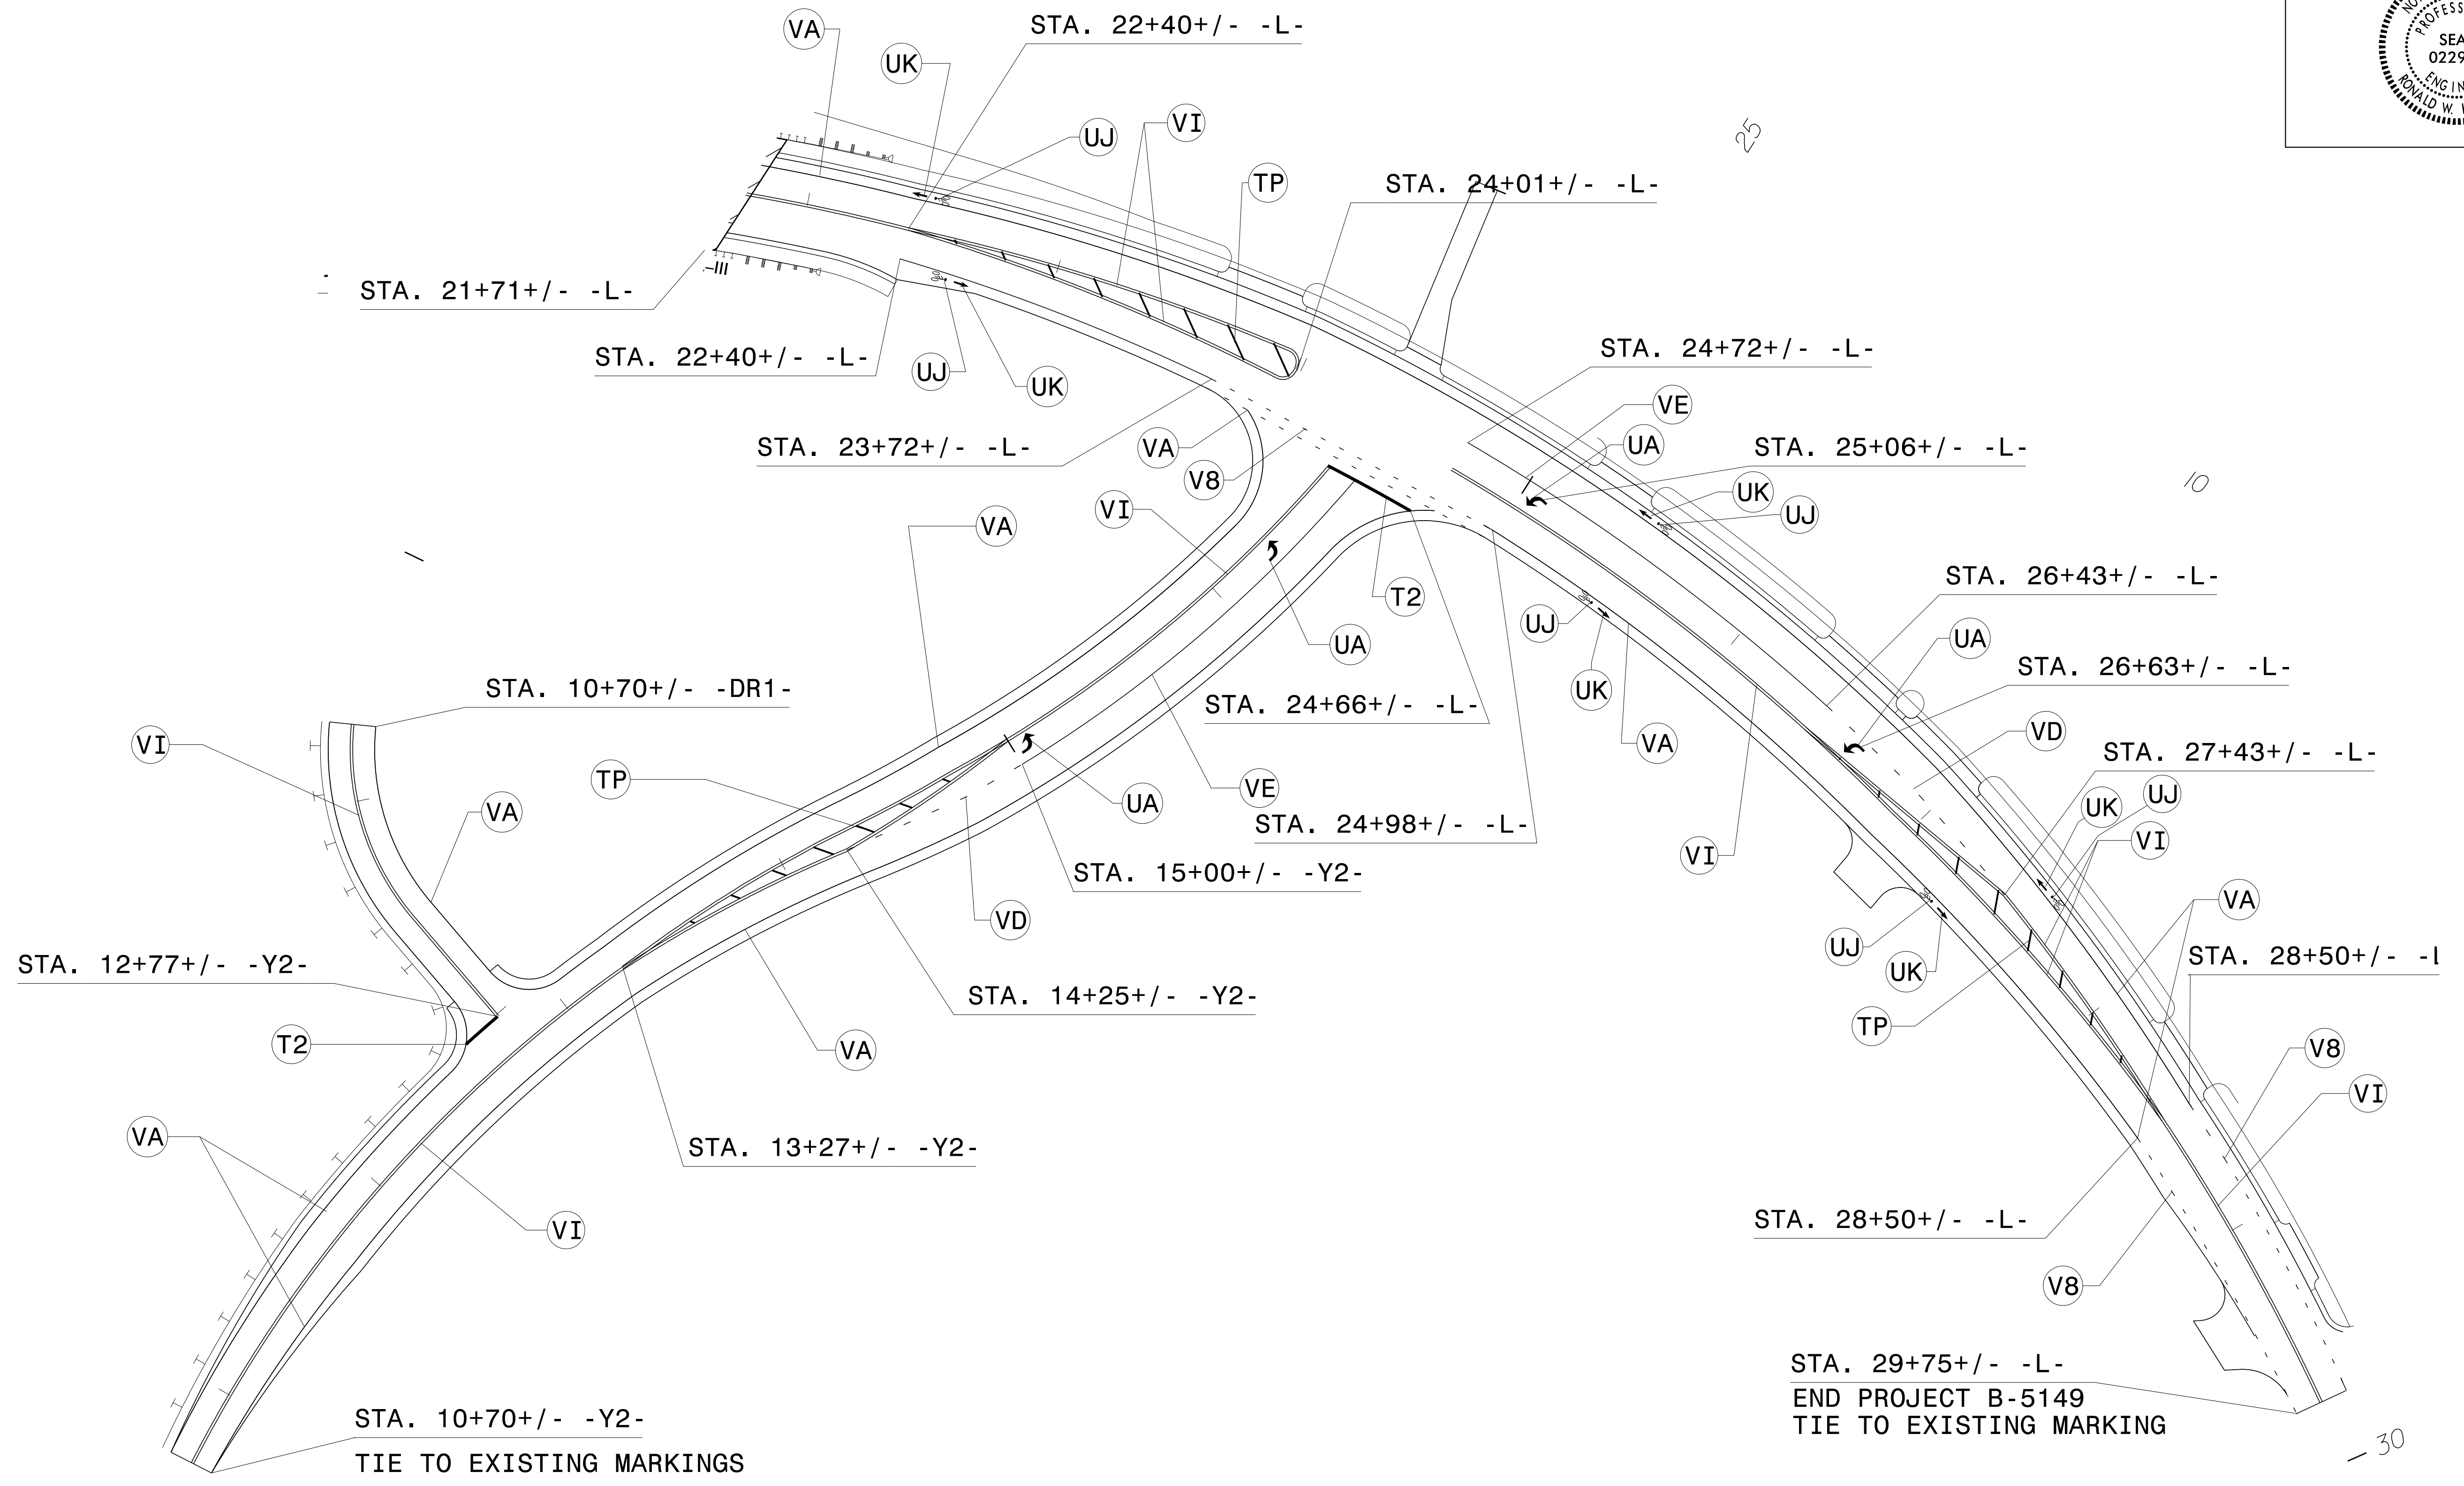 VA
STA. 22+40+/- -L-
UK
UJ
VI
TP
STA. 24+01+/- -L-
25
SEA
0229
RONALD W.
STA. 21+71+/- -L-
STA. 22+40+/- -L-
UJ
UK
STA. 24+72+/- -L-
VE
UA
STA. 25+06+/- -L-
STA. 23+72+/- -L-
VA
V8
UK
UJ
10
VI
VA
T2
STA. 26+43+/- -L-
UJ
UA
UA
STA. 26+63+/- -L-
STA. 10+70+/- -DR1-
UK
STA. 24+66+/- -L-
VI
VA
VD
STA. 27+43+/- -L-
TP
VE
UA
UJ
UK
VA
STA. 24+98+/- -L-
VI
VI
STA. 15+00+/- -Y2-
VD
VA
UJ
UK
STA. 12+77+/- -Y2-
STA. 28+50+/- -L
STA. 14+25+/- -Y2-
TP
T2
VA
V8
VI
VA
STA. 13+27+/- -Y2-
VI
STA. 28+50+/- -L-
V8
STA. 29+75+/- -L-
END PROJECT B-5149
TIE TO EXISTING MARKING
STA. 10+70+/- -Y2-
TIE TO EXISTING MARKINGS
30